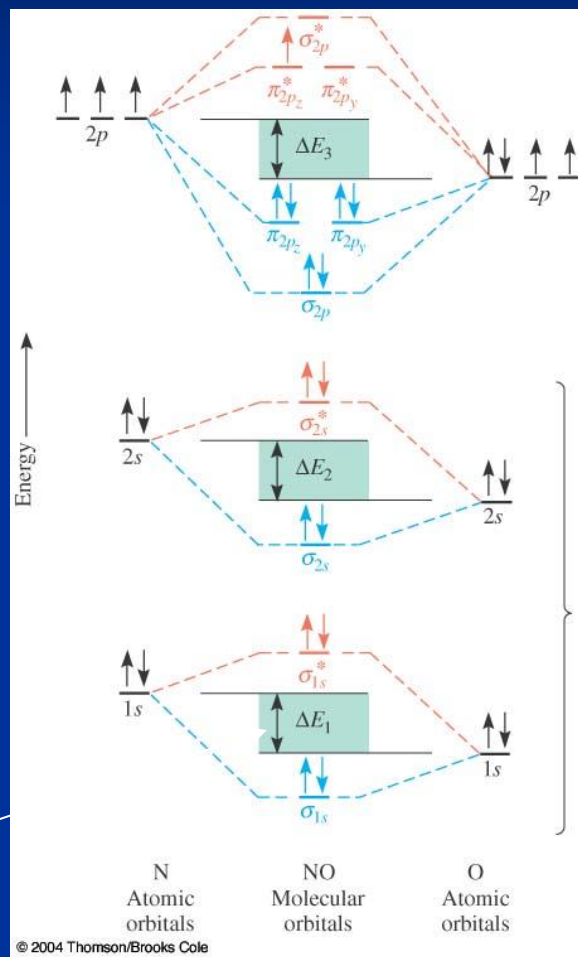 σ*2p
π*2pz π*2py
2p
ΔE3
2p
π2pz π2py
σ2p
Energy
σ*2s
2s
ΔE2
2s
σ2s
σ*1s
1s
ΔE1
1s
σ1s
N NO O
Atomic Molecular Atomic
orbitals orbitals orbitals
© 2004 Thomson/Brooks Cole